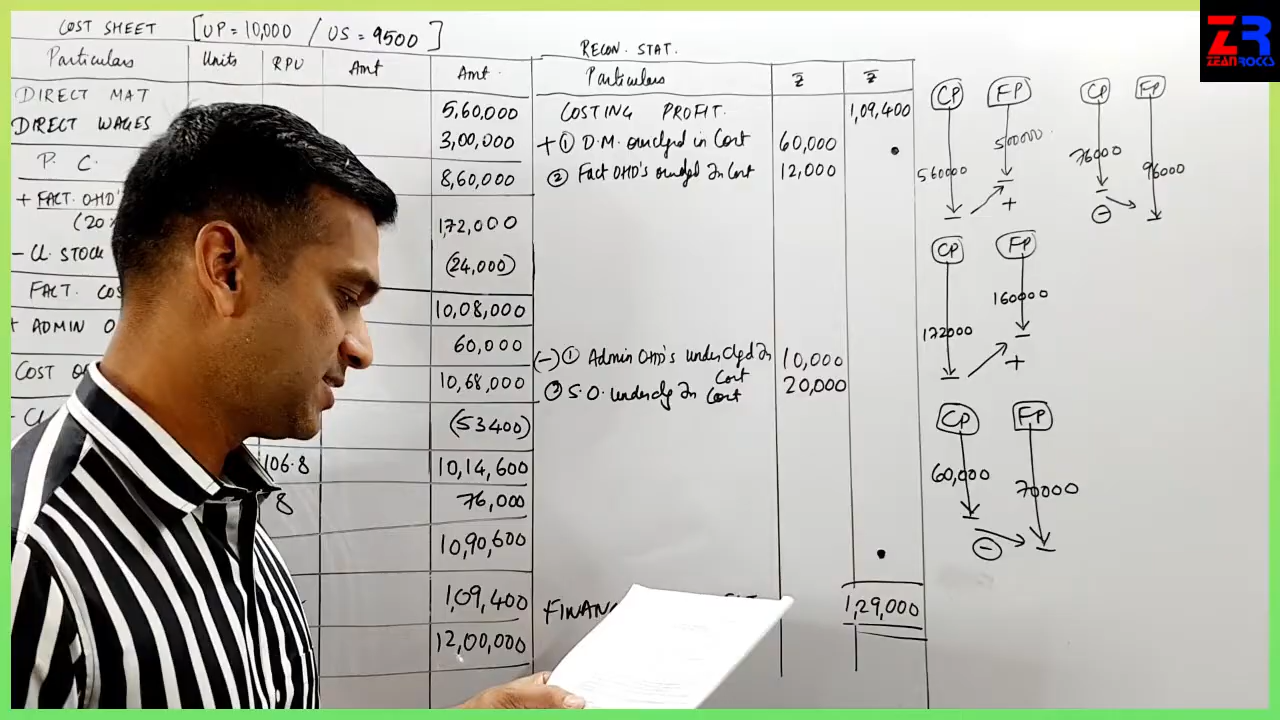 COST SHEET [UP = 10,000 / US = 9500]
Particulars Units RPU Amt Amt.
DIRECT MAT 5,60,000
DIRECT WAGES 3,00,000
P. C. 8,60,000
+ FACT. OHD'S 1,72,000
(20
- CL. STOCK (24,000)
FACT. COS 10,08,000
+ ADMIN O 60,000
COST O 10,68,000
- CL (53400)
106.8 10,14,600
8 76,000
10,90,600
1,09,400
12,00,000
RECON. STAT.
Particulars ₹ ₹
COSTING PROFIT. 1,09,400
+ ① D.M. overchgd in Cost 60,000
② Fact OHD's overchgd In Cost 12,000
(-) ① Admin OHD's underchgd In Cost 10,000
② S.O. underchg In Cost 20,000
FINANC 1,29,000
CP FP
560000 500000.
+
CP FP
76000 96000
-
CP FP
172000 160000
+
CP FP
60,000 70000
-
ZR
ZEAN ROCKS